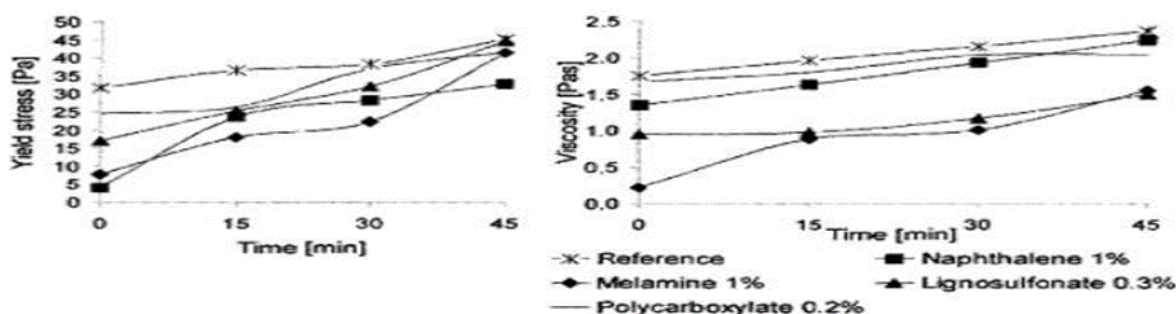 Yield stress [Pa]
50
45
40
35
30
25
20
15
10
5
0
0 15 30 45
Time [min]
Viscosity [Pas]
2.5
2.0
1.5
1.0
0.5
0.0
0 15 30 45
Time [min]
Reference
Naphthalene 1%
Melamine 1%
Lignosulfonate 0.3%
Polycarboxylate 0.2%